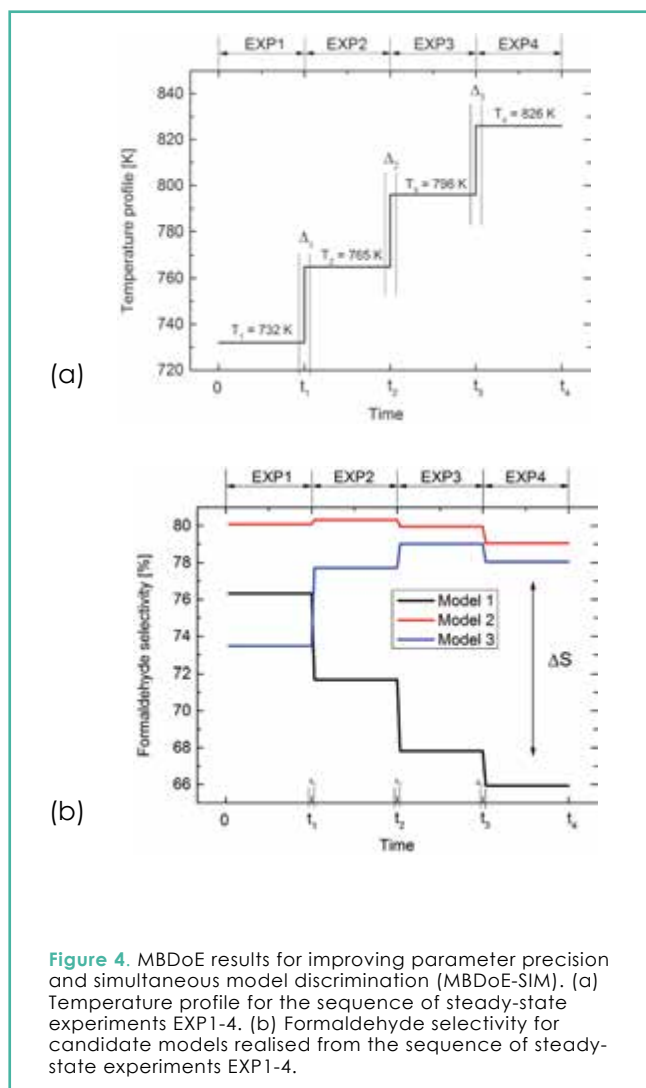 EXP1 EXP2 EXP3 EXP4
840
820
800
780
760
740
720
Temperature profile [K]
T₁ = 732 K
Δ₁
T₂ = 765 K
Δ₂
T₃ = 796 K
Δ₃
T₄ = 826 K
0 t₁ t₂ t₃ t₄
Time
(a)
EXP1 EXP2 EXP3 EXP4
80
78
76
74
72
70
68
66
Formaldehyde selectivity [%]
Model 1
Model 2
Model 3
ΔS
0 t₁ t₂ t₃ t₄
Time
(b)
Figure 4. MBDoE results for improving parameter precision
and simultaneous model discrimination (MBDoE-SIM). (a)
Temperature profile for the sequence of steady-state
experiments EXP1-4. (b) Formaldehyde selectivity for
candidate models realised from the sequence of steady-
state experiments EXP1-4.